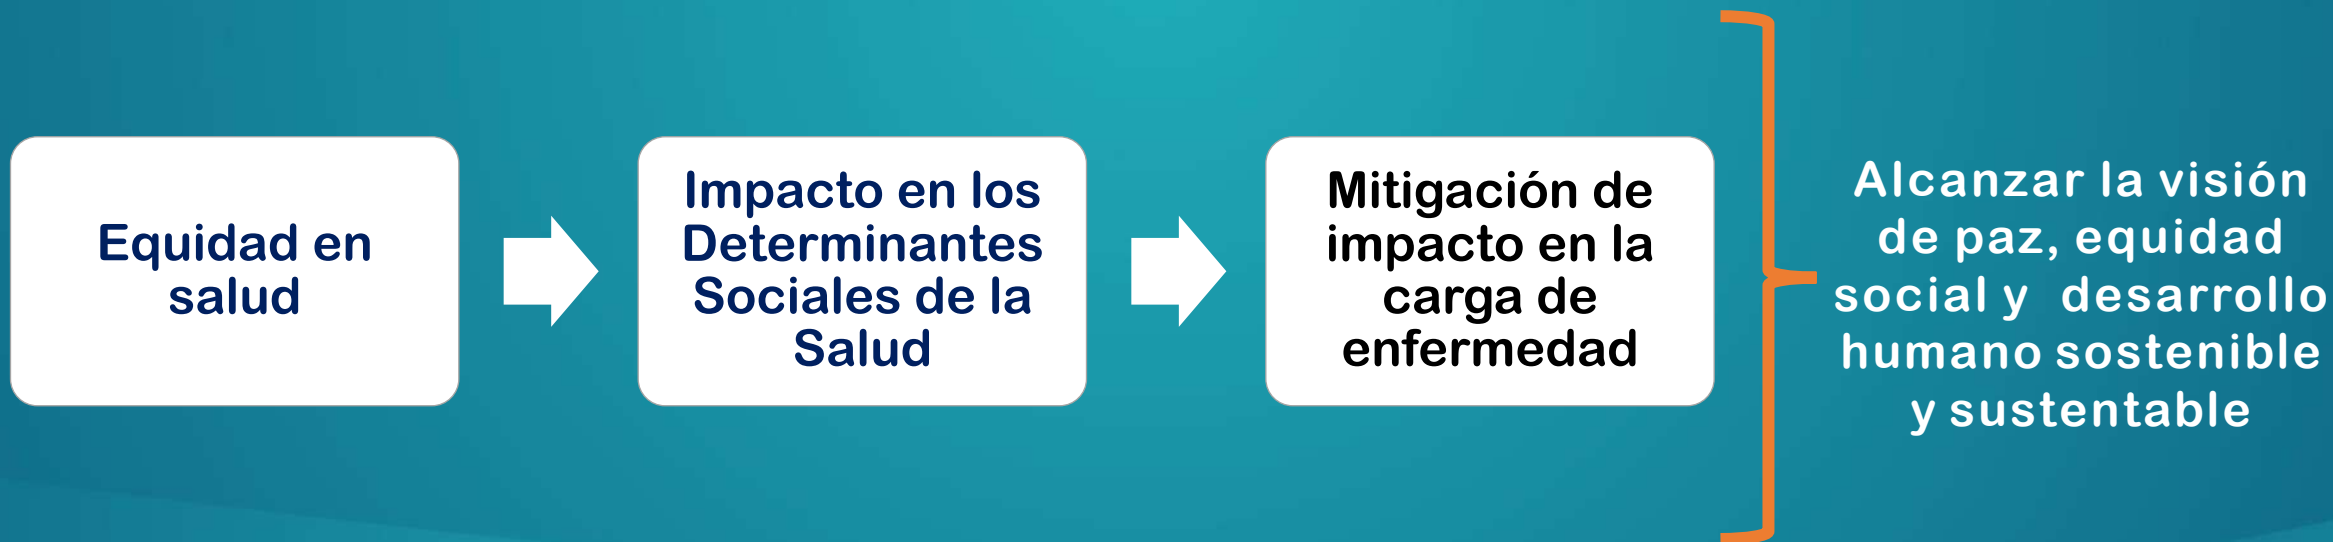 Equidad en
salud
Impacto en los
Determinantes
Sociales de la
Salud
Mitigación de
impacto en la
carga de
enfermedad
Alcanzar la visión
de paz, equidad
social y desarrollo
humano sostenible
y sustentable